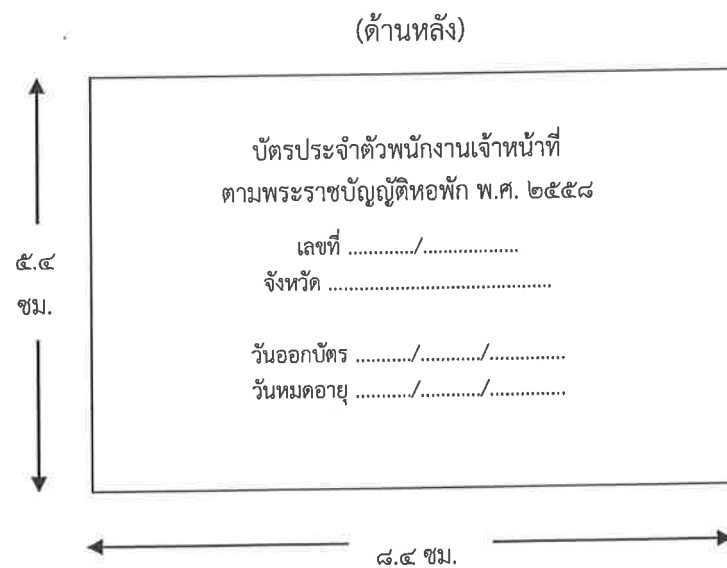 (ด้านหลัง)
บัตรประจำตัวพนักงานเจ้าหน้าที่
ตามพระราชบัญญัติหอพัก พ.ศ. ๒๕๕๘
เลขที่ ............/..................
จังหวัด ............................................
๕.๔
ซม.
วันออกบัตร .........../.........../...............
วันหมดอายุ .........../.........../...............
๘.๔ ซม.